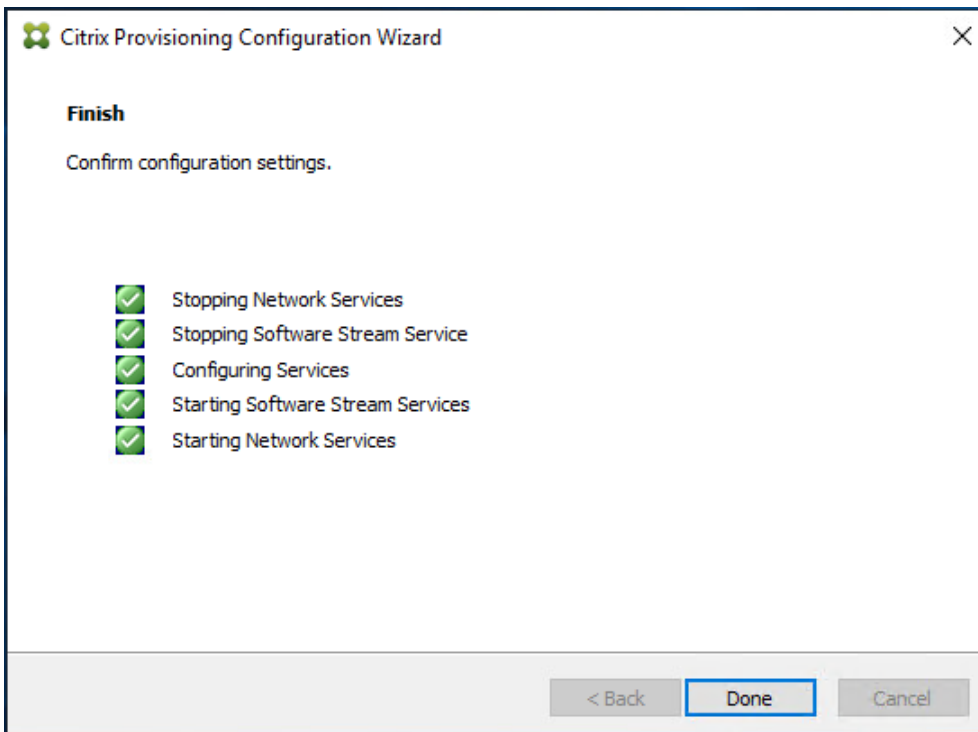 Citrix Provisioning Configuration Wizard
Finish
Confirm configuration settings.
Stopping Network Services
Stopping Software Stream Service
Configuring Services
Starting Software Stream Services
Starting Network Services
< Back
Done
Cancel